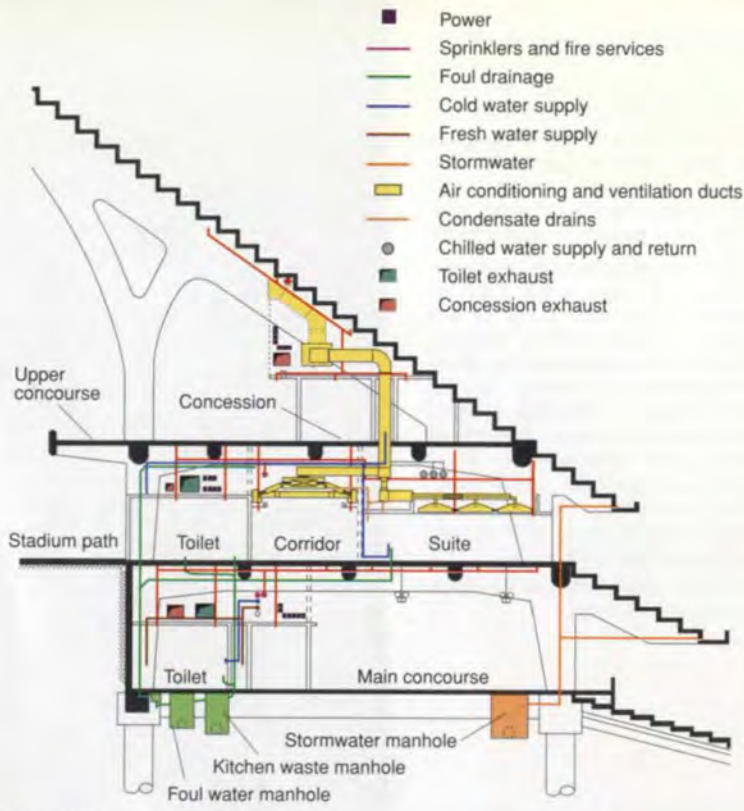 Power
Sprinklers and fire services
Foul drainage
Cold water supply
Fresh water supply
Stormwater
Air conditioning and ventilation ducts
Condensate drains
Chilled water supply and return
Toilet exhaust
Concession exhaust
Upper
concourse
Concession
Stadium path
Toilet
Corridor
Suite
Toilet
Main concourse
Stormwater manhole
Kitchen waste manhole
Foul water manhole